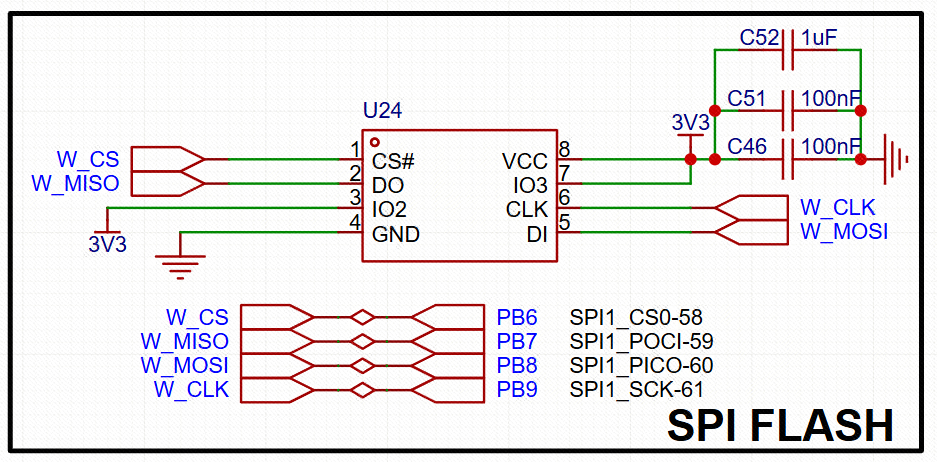 C52 1uF
C51 100nF
3V3 C46 100nF
U24
W_CS 1 CS# VCC 8
W_MISO 2 DO IO3 7
3 IO2 CLK 6 W_CLK
4 GND DI 5 W_MOSI
3V3
W_CS PB6 SPI1_CS0-58
W_MISO PB7 SPI1_POCI-59
W_MOSI PB8 SPI1_PICO-60
W_CLK PB9 SPI1_SCK-61
SPI FLASH